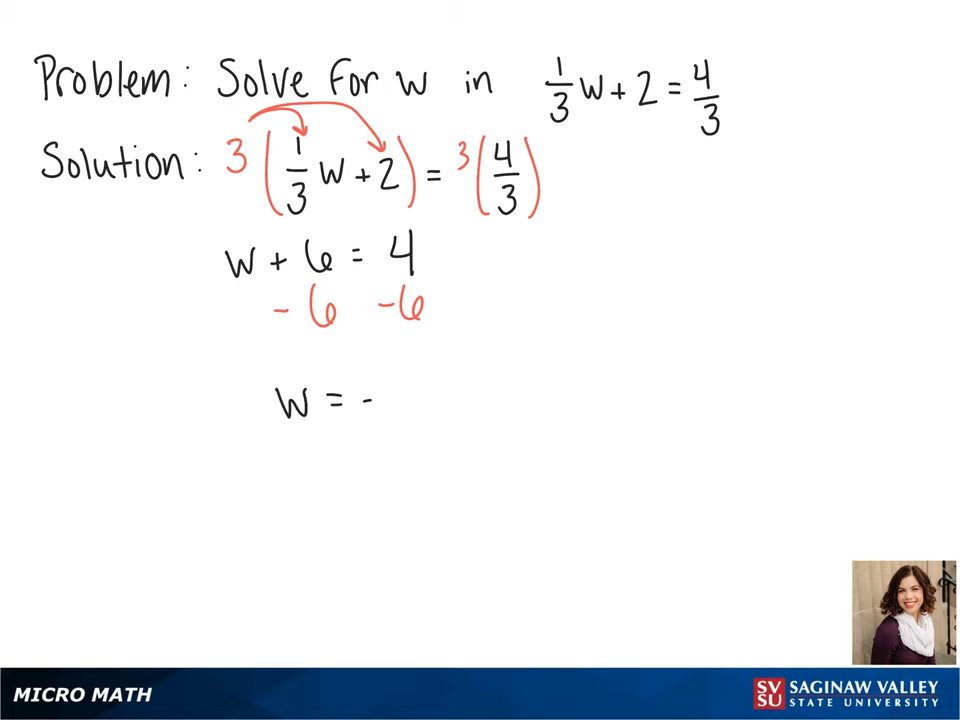 Problem: Solve for w in 1/3 w + 2 = 4/3
Solution: 3 ( 1/3 w + 2 ) = 3 ( 4/3 )
w + 6 = 4
- 6 - 6
w = -
MICRO MATH
SV SU SAGINAW VALLEY
STATE UNIVERSITY